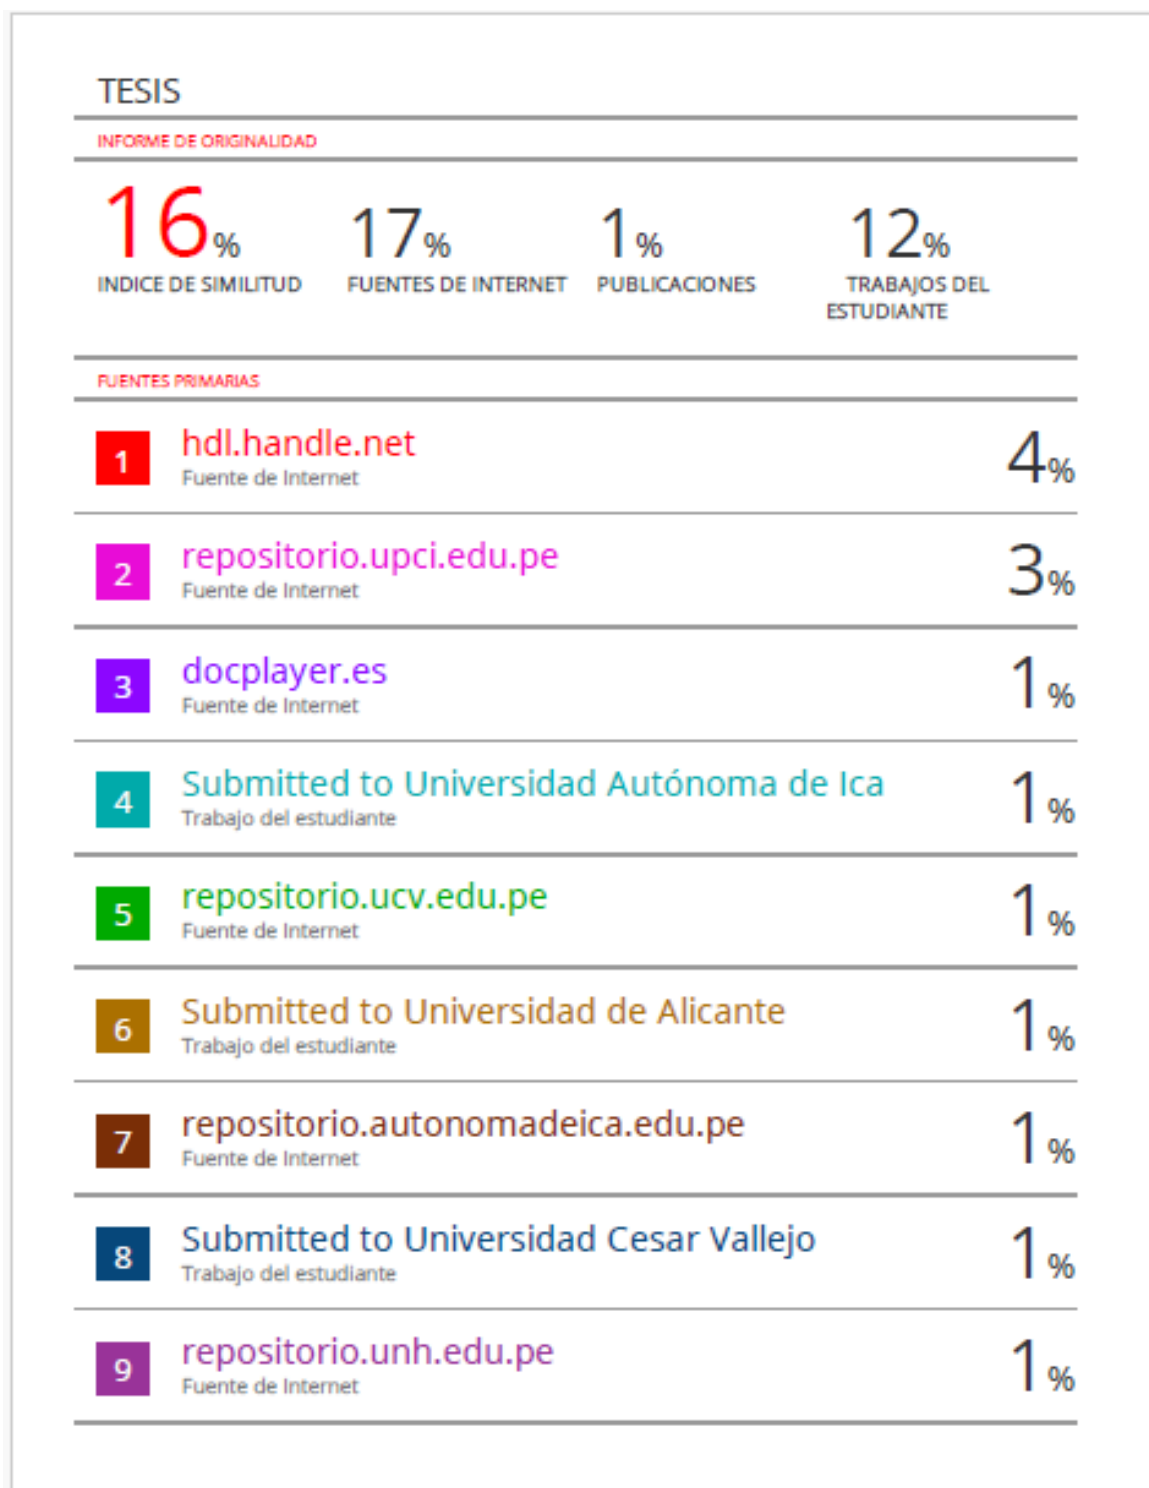 TESIS
INFORME DE ORIGINALIDAD
16% 17% 1% 12%
INDICE DE SIMILITUD FUENTES DE INTERNET PUBLICACIONES TRABAJOS DEL
ESTUDIANTE
FUENTES PRIMARIAS
1 hdl.handle.net 4%
Fuente de Internet
2 repositorio.upci.edu.pe 3%
Fuente de Internet
3 docplayer.es 1%
Fuente de Internet
4 Submitted to Universidad Autónoma de Ica 1%
Trabajo del estudiante
5 repositorio.ucv.edu.pe 1%
Fuente de Internet
6 Submitted to Universidad de Alicante 1%
Trabajo del estudiante
7 repositorio.autonomadeica.edu.pe 1%
Fuente de Internet
8 Submitted to Universidad Cesar Vallejo 1%
Trabajo del estudiante
9 repositorio.unh.edu.pe 1%
Fuente de Internet